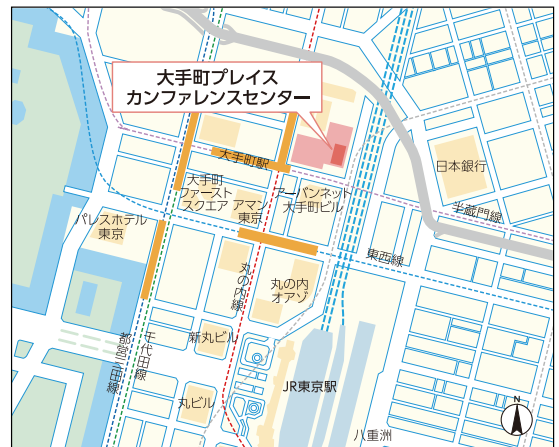 大手町プレイス
カンファレンスセンター
大手町駅
日本銀行
大手町
ファースト
スクエア
アマン
東京
アーバンネット
大手町ビル
半蔵門線
パレスホテル
東京
東西線
丸の内線
丸の内
オアゾ
新丸ビル
千代田線
都営三田線
丸ビル
JR東京駅
八重洲
N